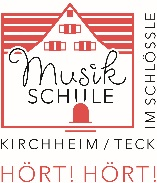 Musik
SCHULE
IM SCHLÖSSLE
KIRCHHEIM / TECK
HÖRT! HÖRT!